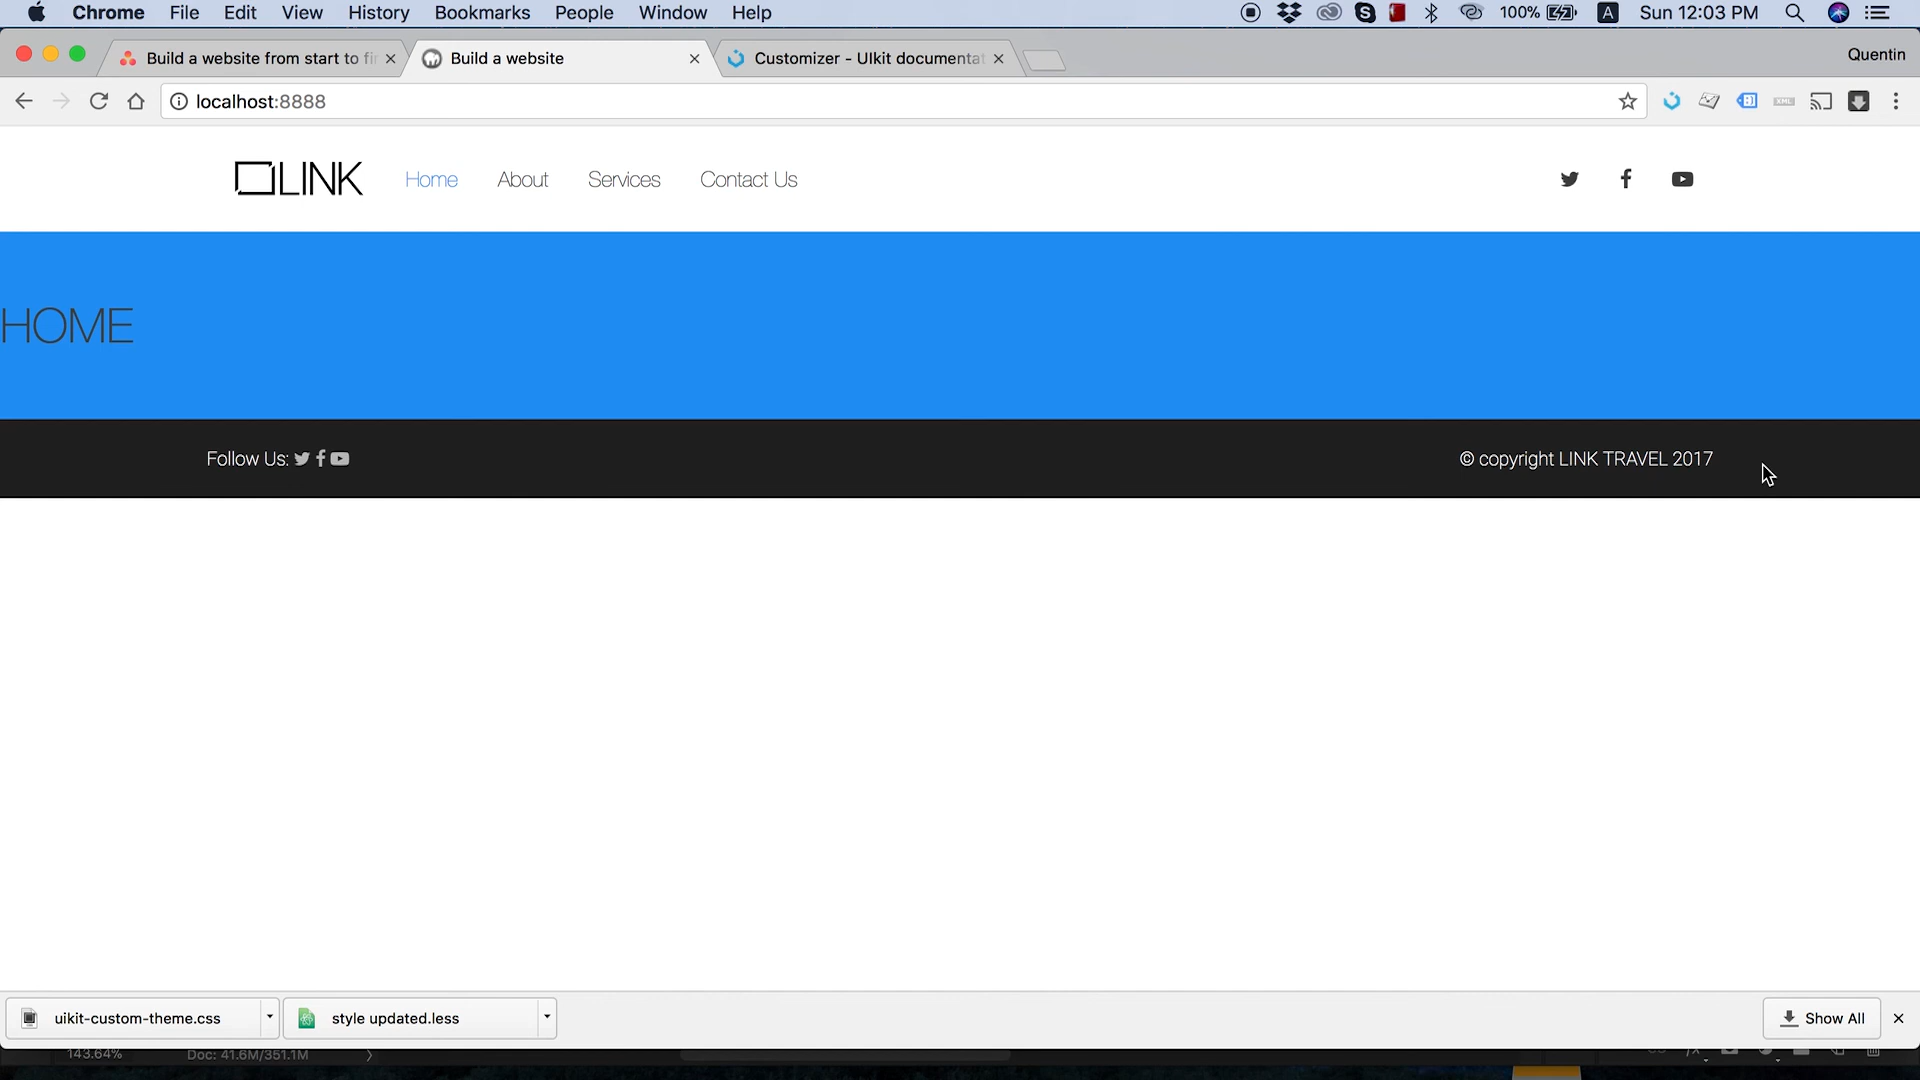 Chrome File Edit View History Bookmarks People Window Help 100% A Sun 12:03 PM
Build a website from start to fi Build a website Customizer - UIkit documentat Quentin
localhost:8888 XML
LINK Home About Services Contact Us
HOME
Follow Us: © copyright LINK TRAVEL 2017
uikit-custom-theme.css style updated.less Show All
143.64% Doc: 41.6M/351.1M